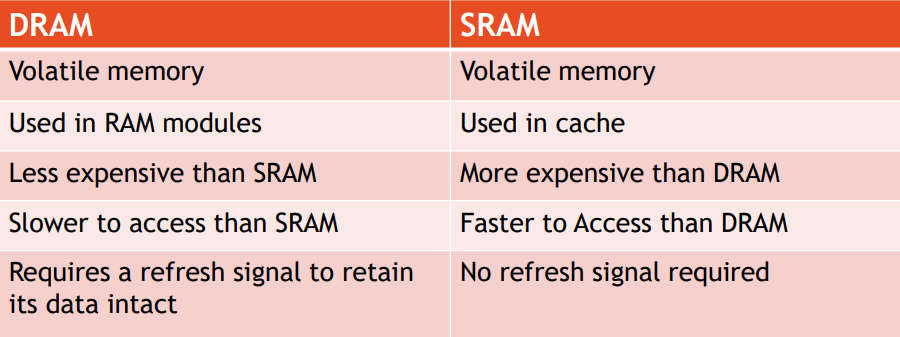 DRAM
SRAM
Volatile memory
Volatile memory
Used in RAM modules
Used in cache
Less expensive than SRAM
More expensive than DRAM
Slower to access than SRAM
Faster to Access than DRAM
Requires a refresh signal to retain
its data intact
No refresh signal required